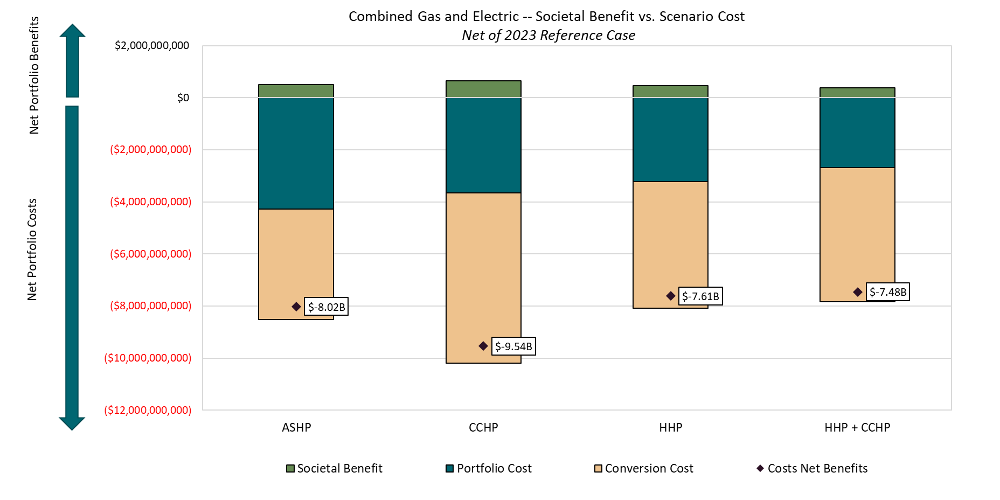 Combined Gas and Electric -- Societal Benefit vs. Scenario Cost
Net of 2023 Reference Case
Net Portfolio Benefits
Net Portfolio Costs
$2,000,000,000
$0
($2,000,000,000)
($4,000,000,000)
($6,000,000,000)
($8,000,000,000)
($10,000,000,000)
($12,000,000,000)
$-8.02B
$-9.54B
$-7.61B
$-7.48B
ASHP
CCHP
HHP
HHP + CCHP
Societal Benefit
Portfolio Cost
Conversion Cost
Costs Net Benefits